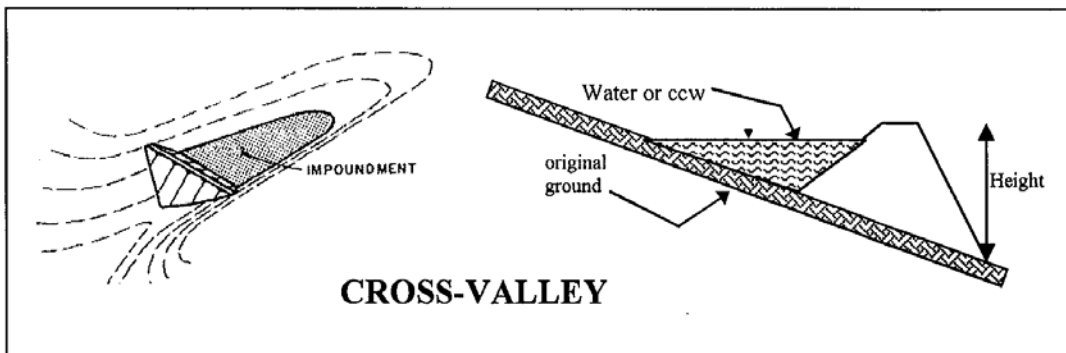 IMPOUNDMENT
Water or ccw
original
ground
Height
CROSS-VALLEY